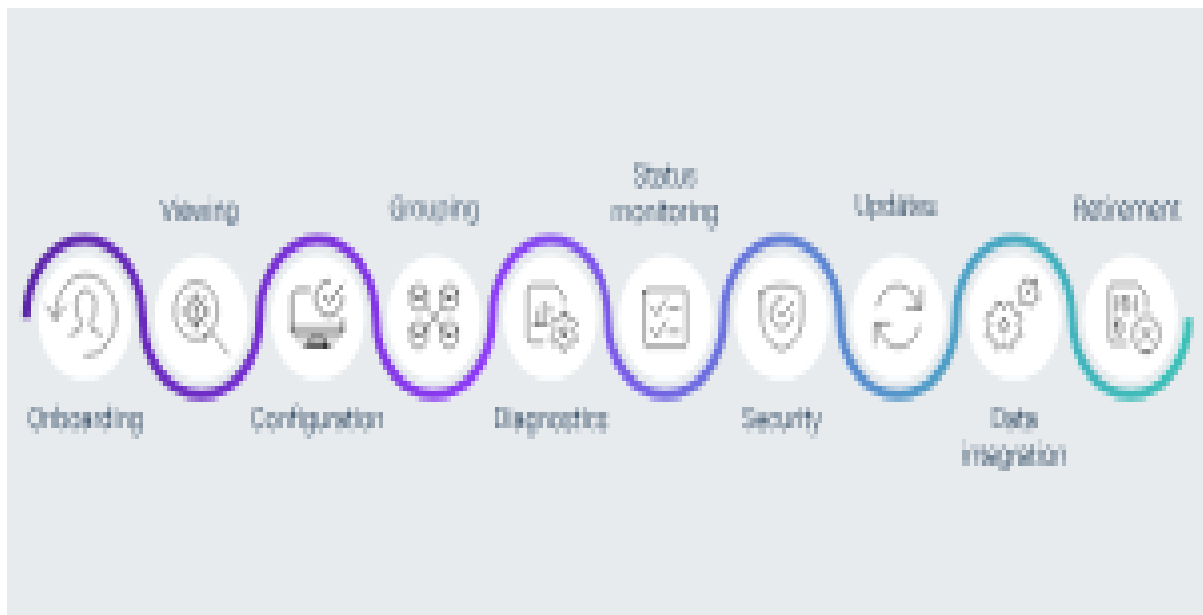 Onboarding
Viewing
Configuration
Grouping
Diagnostics
Status
monitoring
Security
Updates
Data
integration
Retirement